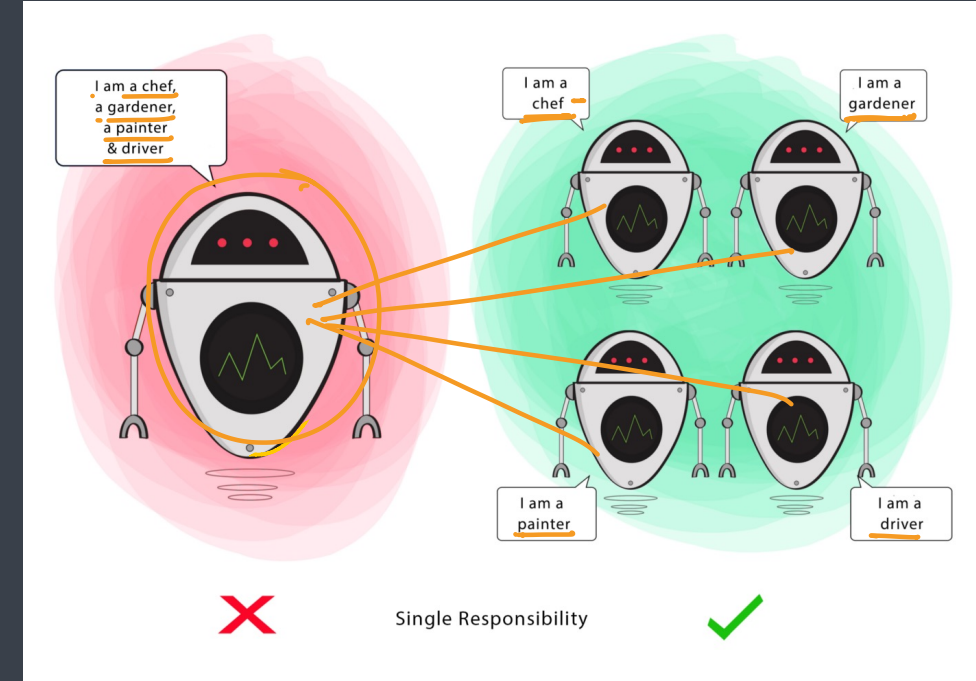 I am a chef,
a gardener,
a painter
& driver
I am a
chef
I am a
gardener
I am a
painter
I am a
driver
Single Responsibility